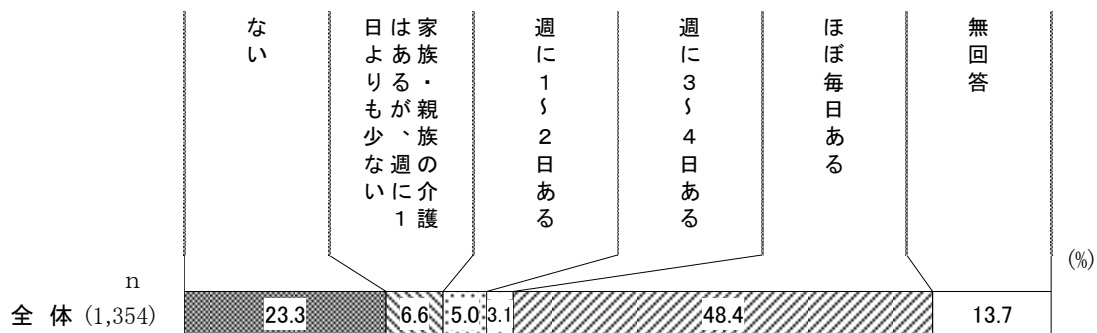 ない
家族・親族の介護
はあるが、週に1
日よりも少ない
週に1~2日ある
週に3~4日ある
ほぼ毎日ある
無回答
(%)
n
全 体 (1,354)
23.3
6.6
5.0
3.1
48.4
13.7